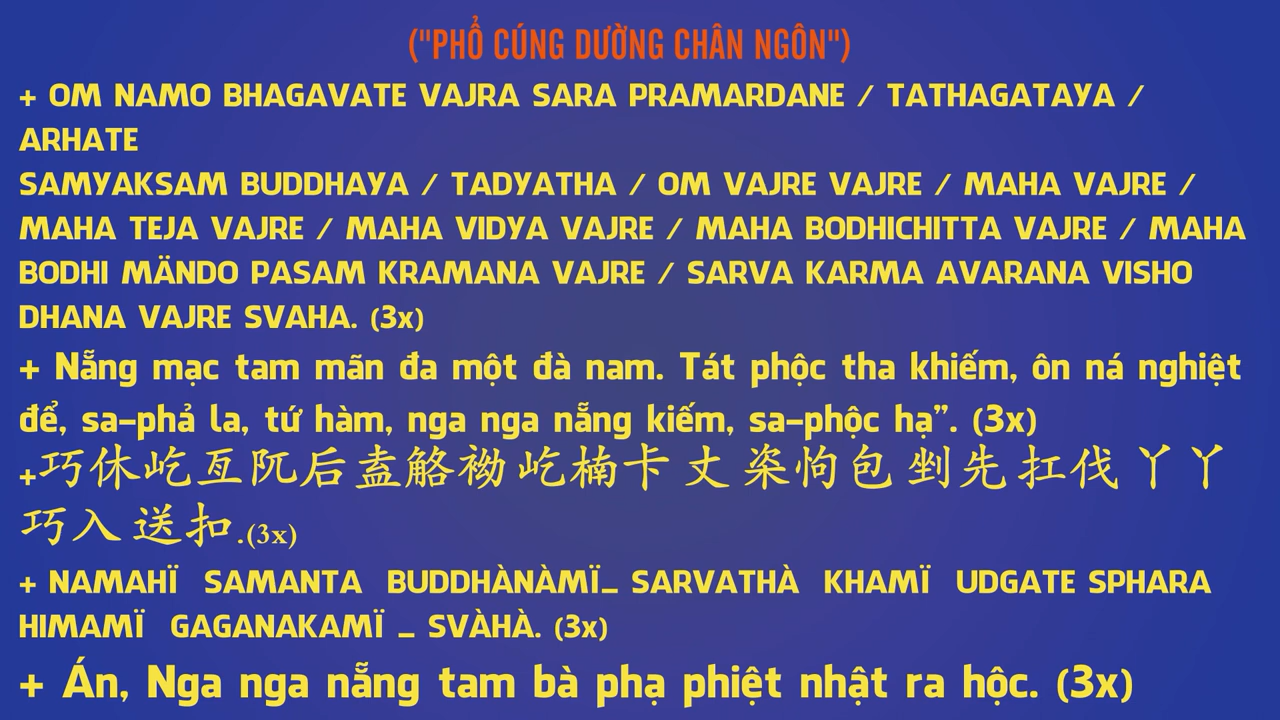 ("PHỔ CÚNG DƯỜNG CHÂN NGÔN")
+ OM NAMO BHAGAVATE VAJRA SARA PRAMARDANE / TATHAGATAYA /
ARHATE
SAMYAKSAM BUDDHAYA / TADYATHA / OM VAJRE VAJRE / MAHA VAJRE /
MAHA TEJA VAJRE / MAHA VIDYA VAJRE / MAHA BODHICHITTA VAJRE / MAHA
BODHI MÄNDO PASAM KRAMANA VAJRE / SARVA KARMA AVARANA VISHO
DHANA VAJRE SVAHA. (3x)
+ Nẵng mạc tam mãn đa một đà nam. Tát phộc tha khiếm, ôn ná nghiệt
để, sa-phả la, tứ hàm, nga nga nẵng kiếm, sa-phộc hạ”. (3x)
+巧休屹亙阢后盍觡袎屹楠卡丈桼怐包剉先扛伐丫丫
巧入送扣.(3x)
+ NAMAHÏ SAMANTA BUDDHÀNÀMÏ_ SARVATHÀ KHAMÏ UDGATE SPHARA
HIMAMÏ GAGANAKAMÏ _ SVÀHÀ. (3x)
+ Án, Nga nga nẵng tam bà phạ phiệt nhật ra hộc. (3x)